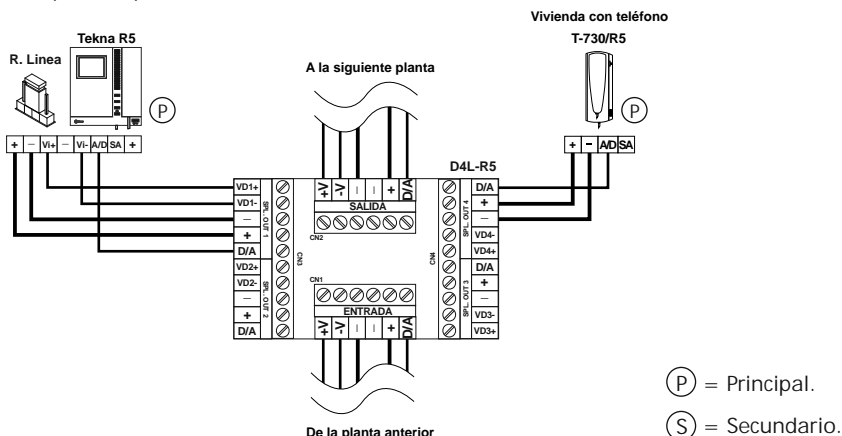 Vivienda con teléfono
Tekna R5
T-730/R5
R. Linea
A la siguiente planta
P
P
+ – Vi+ – Vi- A/D SA +
+ - A/D SA
D4L-R5
VD1+
VD1-
–
+
D/A
VD2+
VD2-
–
+
D/A
SPL. OUT 1
SPL. OUT 2
CN3
+V -V – – + D/A
SALIDA
CN2
CN1
ENTRADA
+V -V – – + D/A
CN4
SPL. OUT 4
SPL. OUT 3
D/A
+
–
VD4-
VD4+
D/A
+
–
VD3-
VD3+
De la planta anterior
P = Principal.
S = Secundario.